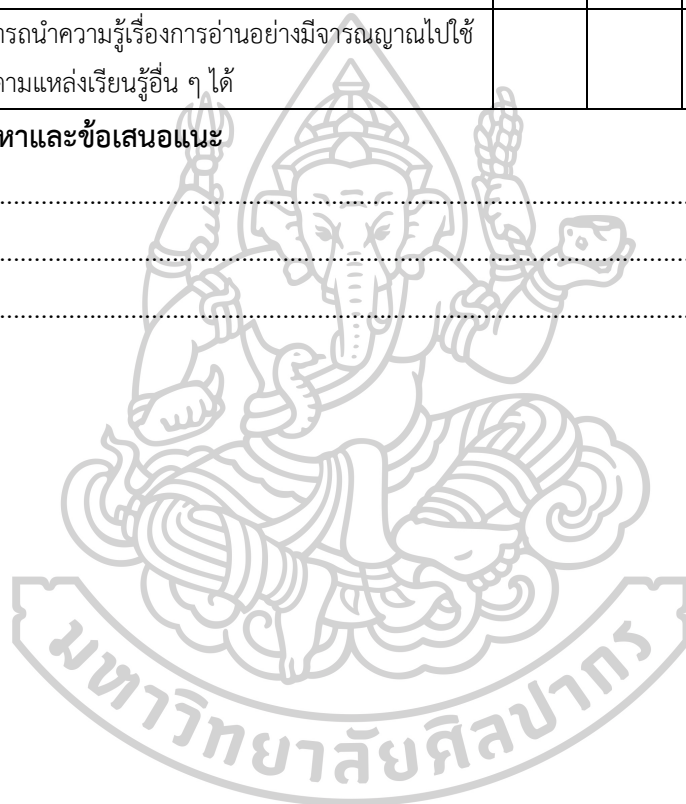 ารถนำความรู้เรื่องการอ่านอย่างมีจารณญาณไปใช้
ตามแหล่งเรียนรู้อื่น ๆ ได้
หาและข้อเสนอแนะ
................................................................................
................................................................................
................................................................................
มหาวิทยาลัยศิลปากร